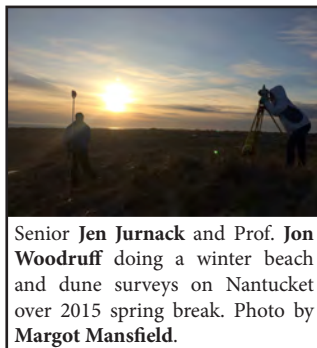 Senior Jen Jurnack and Prof. Jon
Woodruff doing a winter beach
and dune surveys on Nantucket
over 2015 spring break. Photo by
Margot Mansfield.